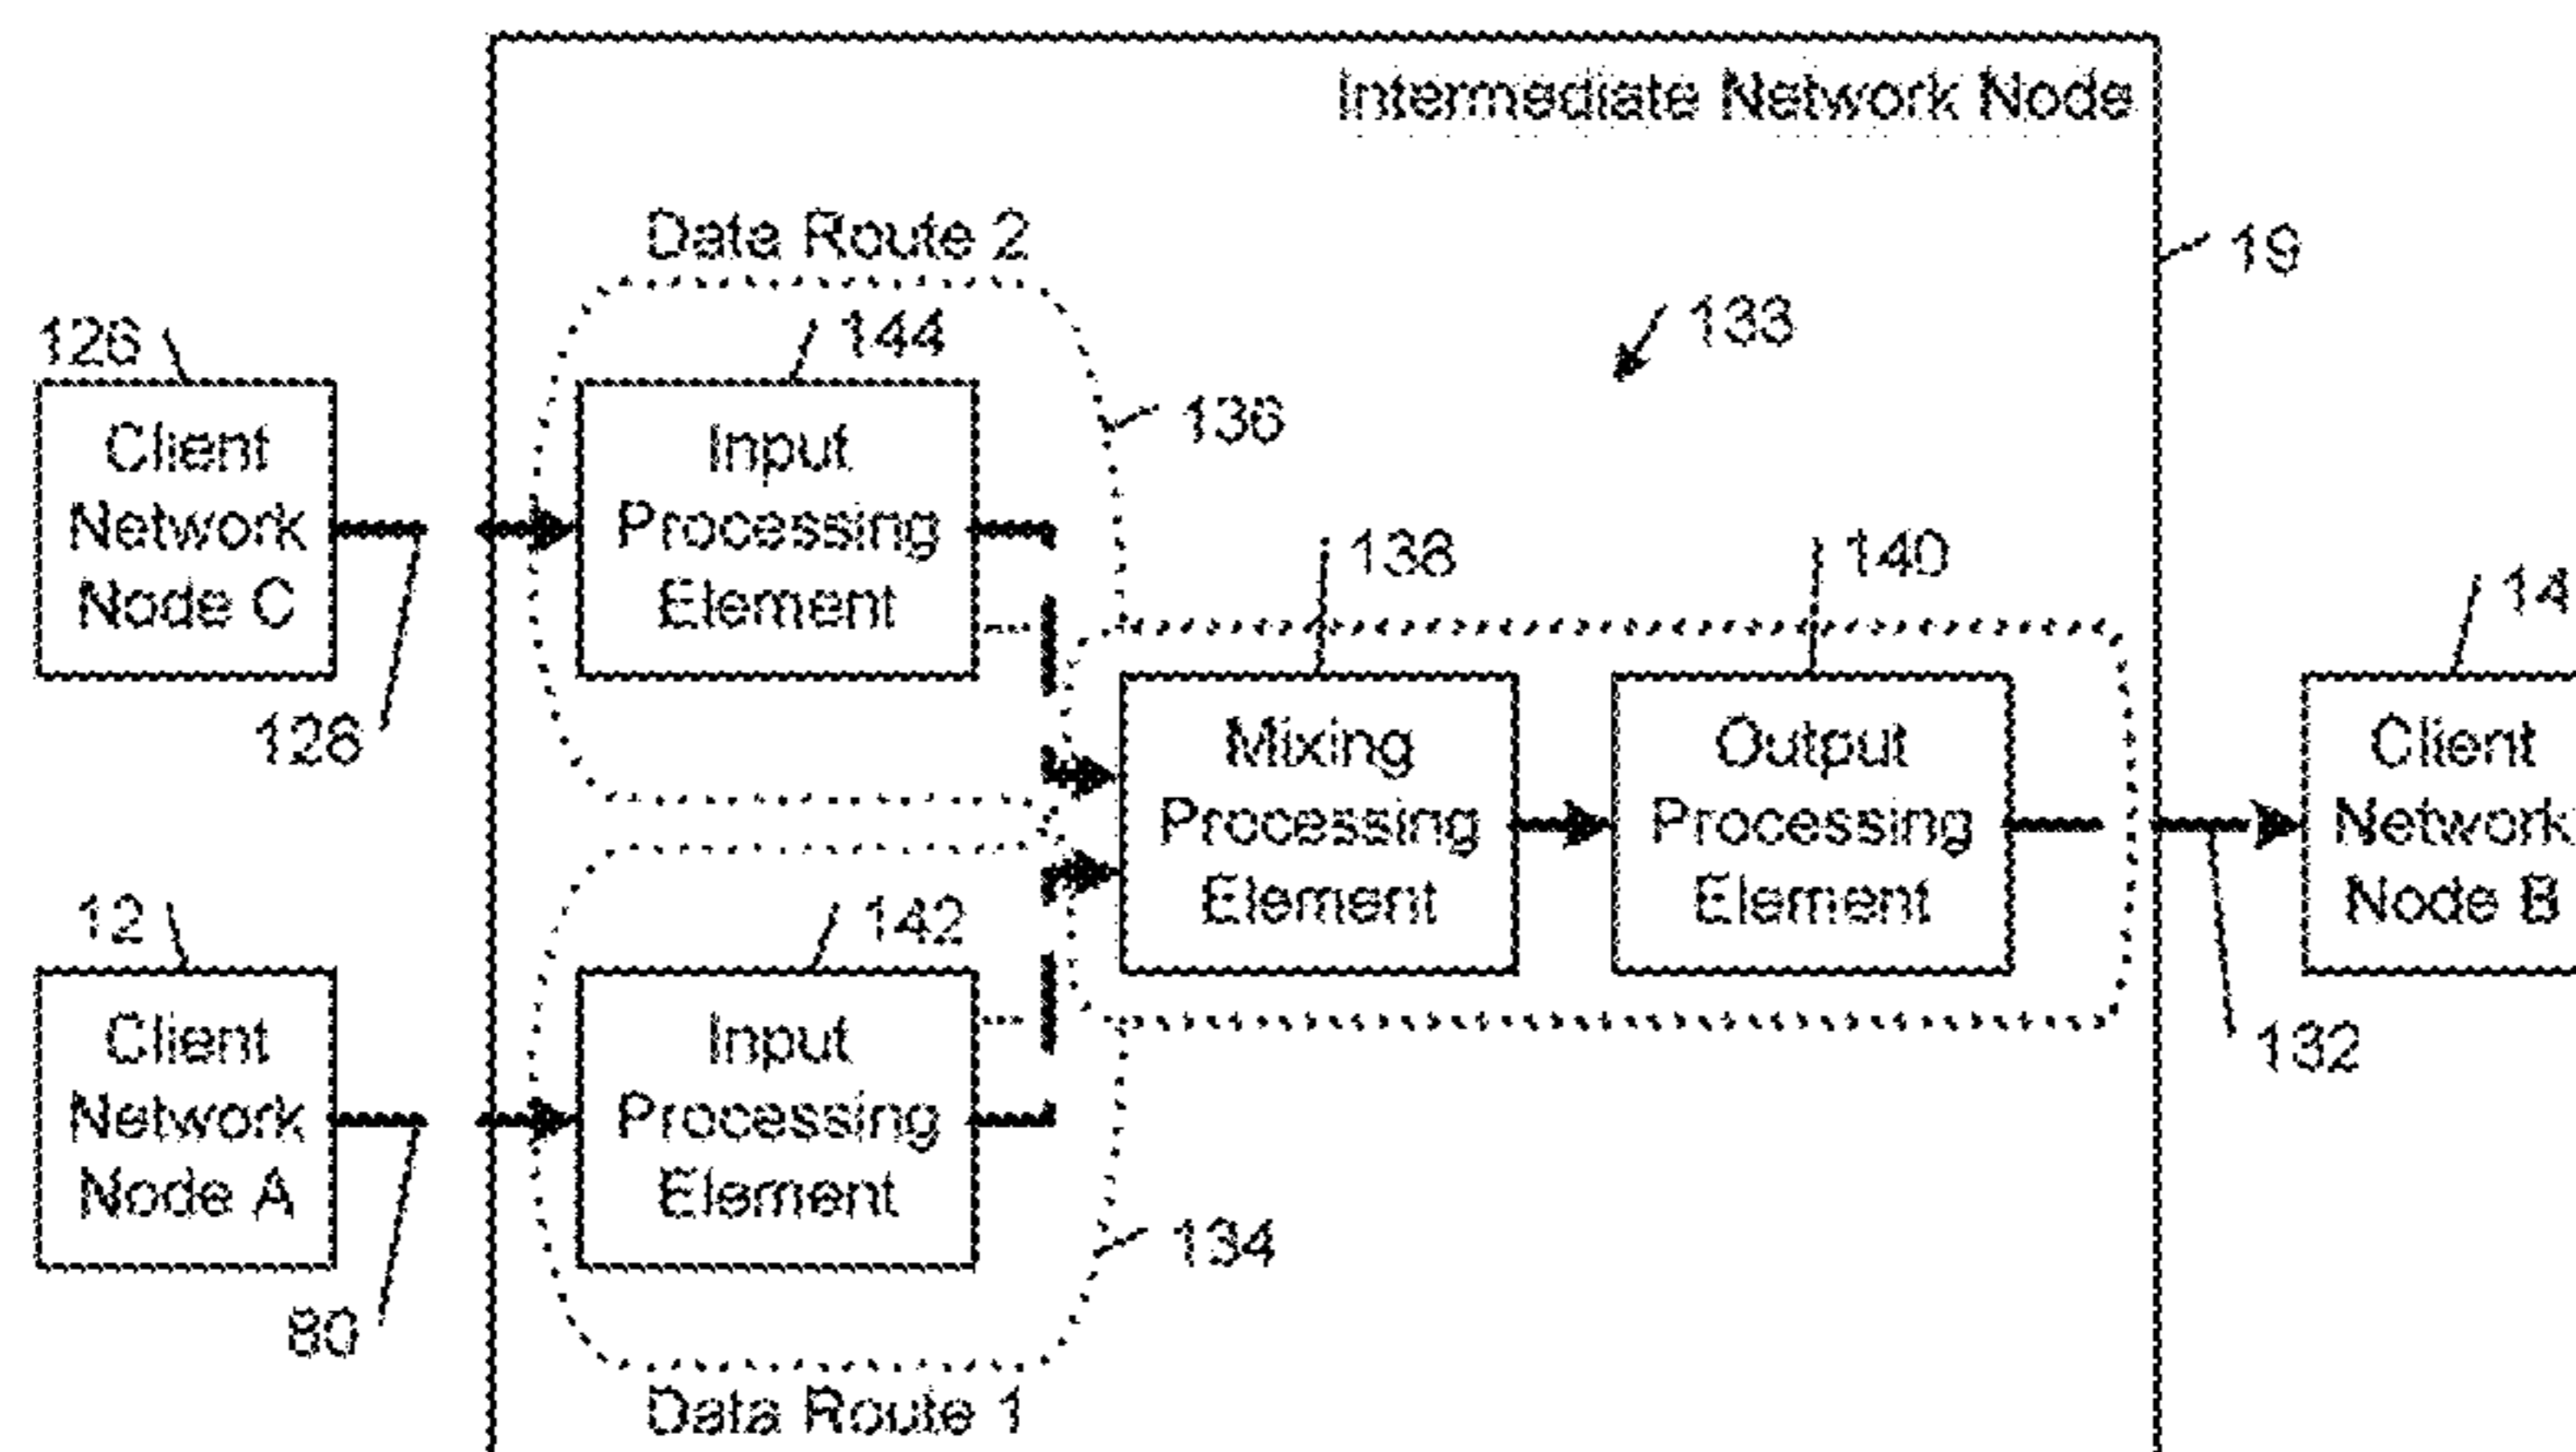 Intermediate Network Node
19
133
Data Route 2
144
136
126
Client
Network
Node C
128
Input
Processing
Element
138
Mixing
Processing
Element
140
Output
Processing
Element
14
Client
Network
Node B
132
12
Client
Network
Node A
80
142
Input
Processing
Element
134
Data Route 1